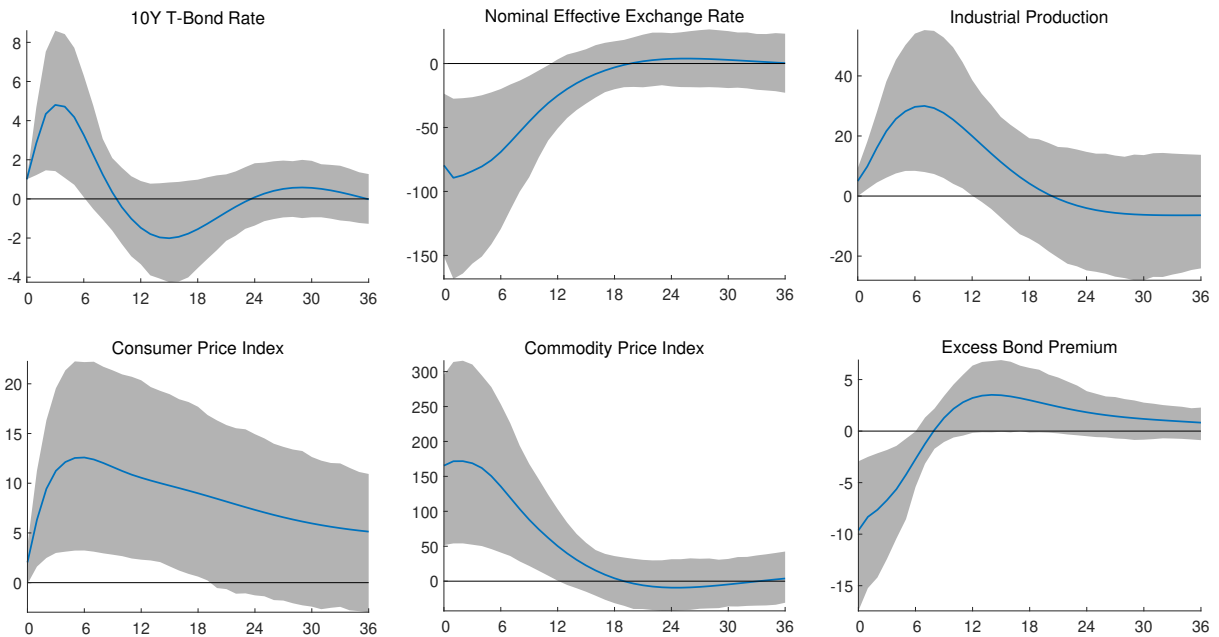 10Y T-Bond Rate
8
6
4
2
0
-2
-4
0 6 12 18 24 30 36
Nominal Effective Exchange Rate
0
-50
-100
-150
0 6 12 18 24 30 36
Industrial Production
40
20
0
-20
0 6 12 18 24 30 36
Consumer Price Index
20
15
10
5
0
0 6 12 18 24 30 36
Commodity Price Index
300
250
200
150
100
50
0
0 6 12 18 24 30 36
Excess Bond Premium
5
0
-5
-10
-15
0 6 12 18 24 30 36